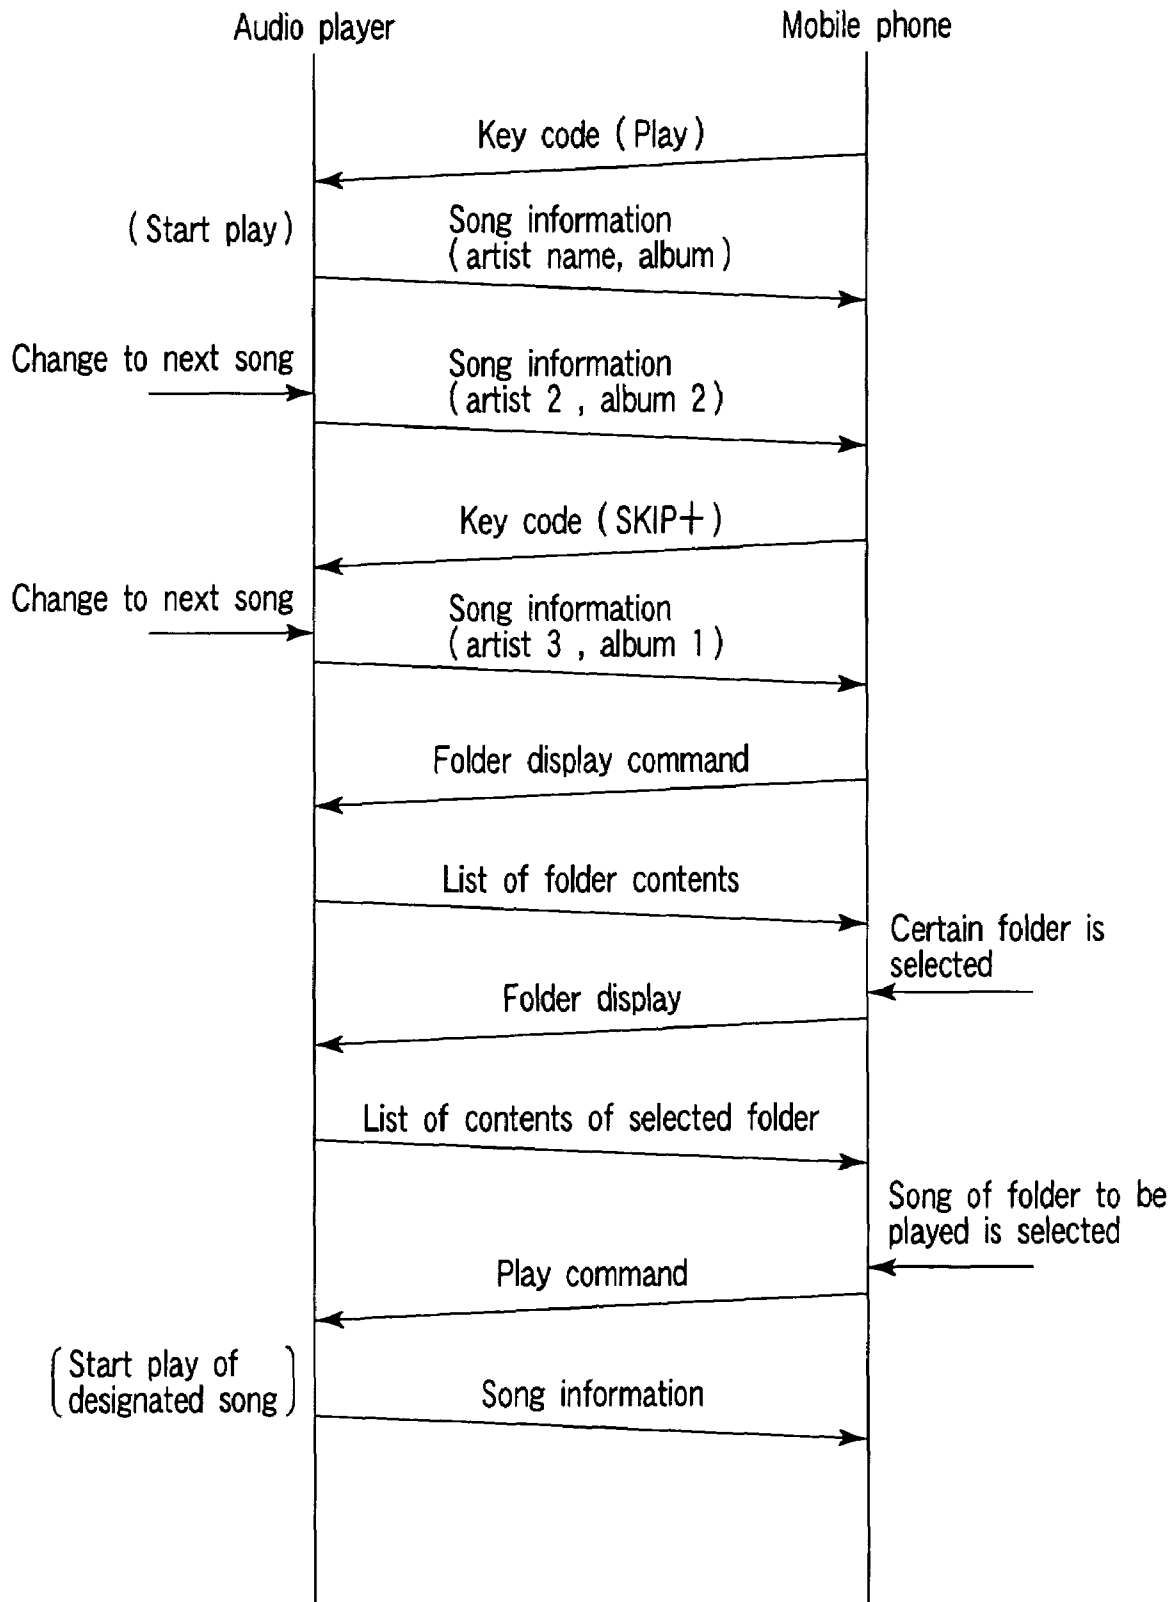 Audio player
Mobile phone
Key code (Play)
(Start play)
Song information
(artist name, album)
Change to next song
Song information
(artist 2 , album 2)
Key code (SKIP+)
Change to next song
Song information
(artist 3 , album 1)
Folder display command
List of folder contents
Certain folder is
selected
Folder display
List of contents of selected folder
Song of folder to be
played is selected
Play command
(Start play of
designated song)
Song information